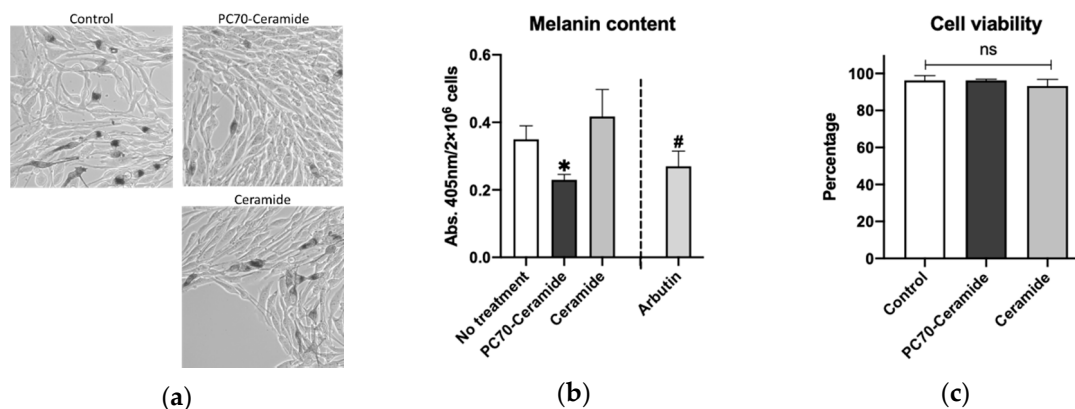 Control
PC70-Ceramide
Ceramide
(a)
Melanin content
Abs. 405nm/2×10⁶ cells
0.6
0.4
0.2
0.0
*
#
No treatment
PC70-Ceramide
Ceramide
Arbutin
(b)
Cell viability
ns
Percentage
100
80
60
40
20
0
Control
PC70-Ceramide
Ceramide
(c)